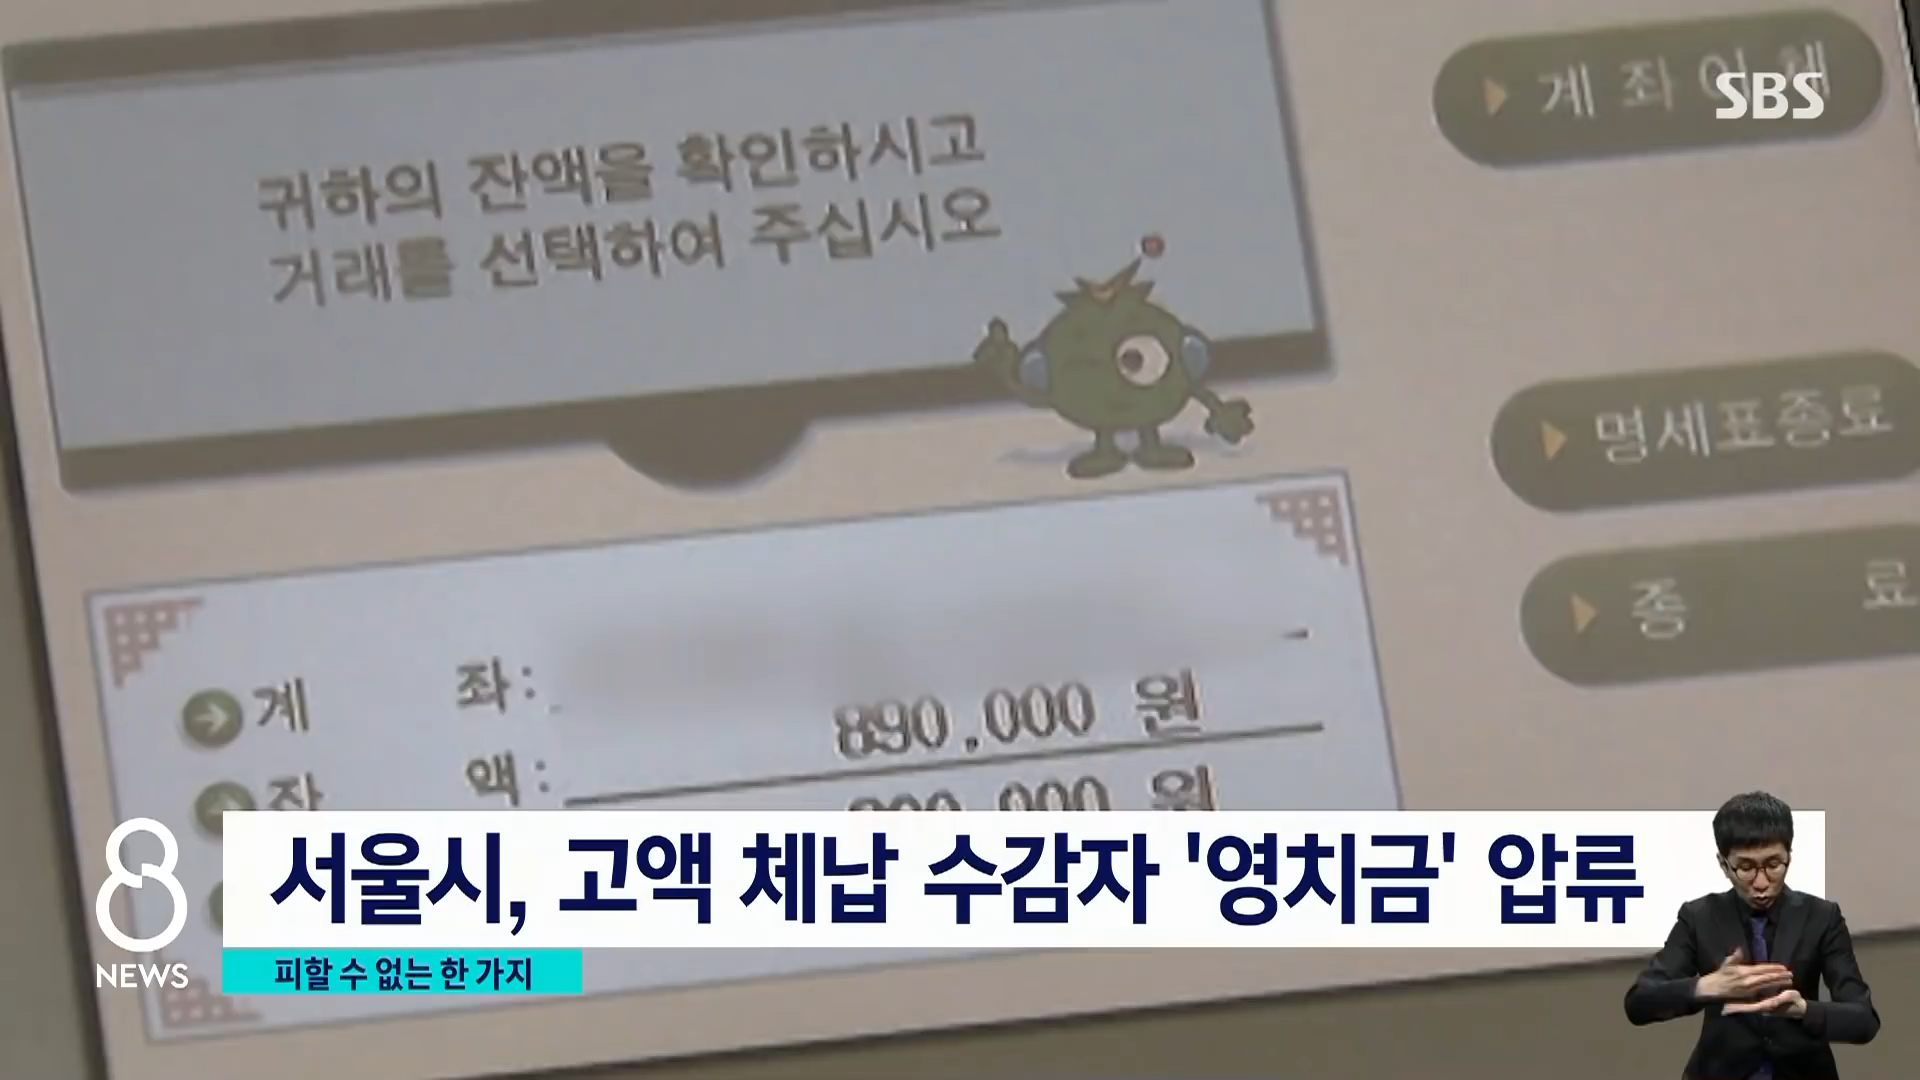 계좌이체
SBS
귀하의 잔액을 확인하시고
거래를 선택하여 주십시오
명세표종료
종 료
계 좌:
890,000 원
잔 액:
원
서울시, 고액 체납 수감자 '영치금' 압류
8
NEWS
피할 수 없는 한 가지